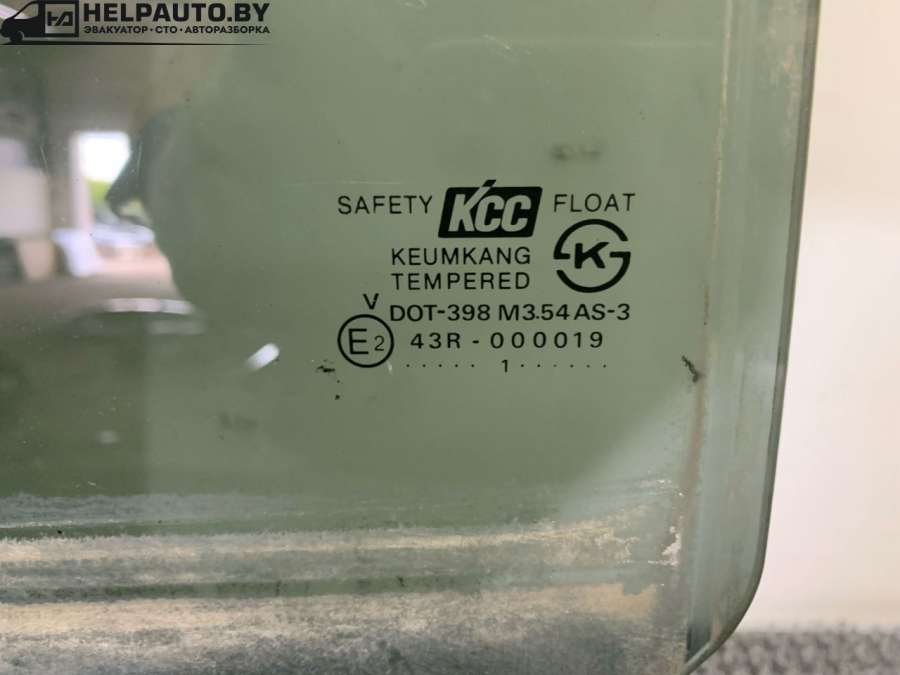 HELPAUTO.BY
ЭВАКУАТОР • СТО • АВТОРАЗБОРКА
SAFETY KCC FLOAT
KEUMKANG K
TEMPERED
V DOT-398 M3.54 AS-3
E2 43R - 000019
. . . . . 1 . . . . . .